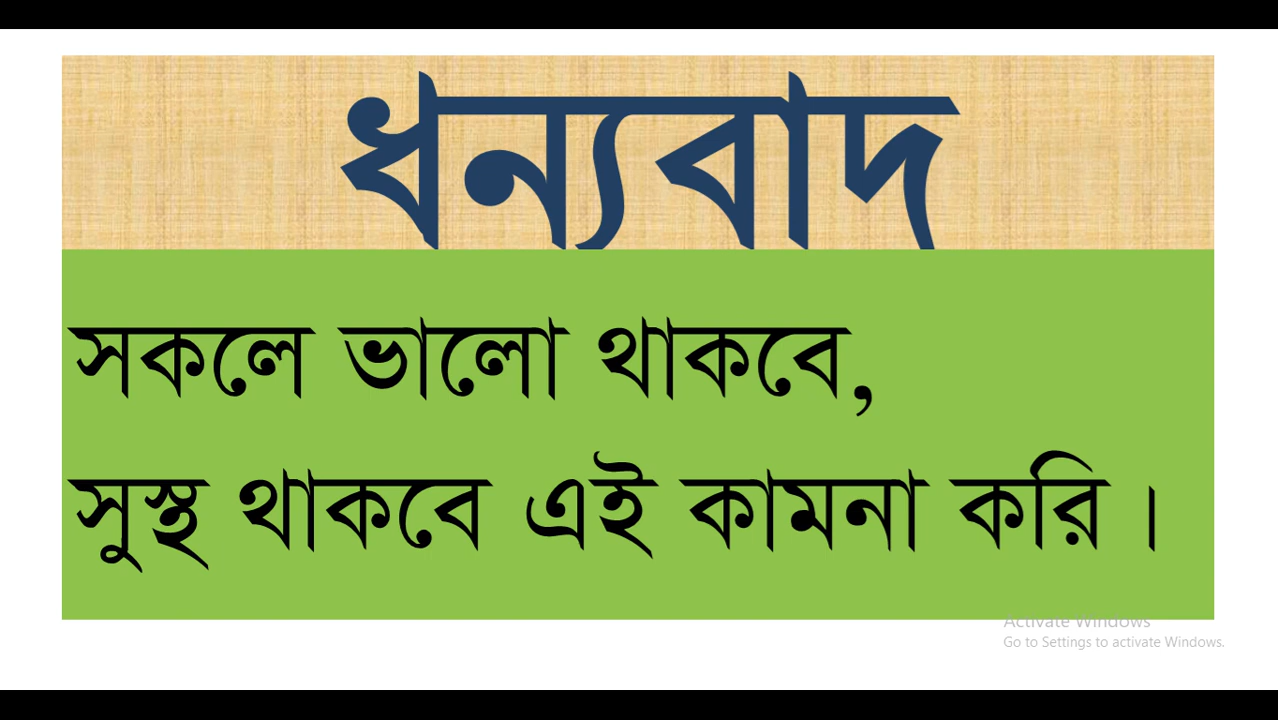 ধন্যবাদ
সকলে ভালো থাকবে,
সুস্থ থাকবে এই কামনা করি ।
Activate Windows
Go to Settings to activate Windows.